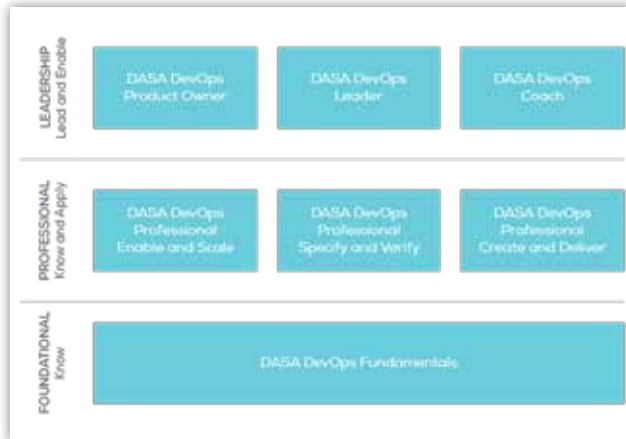 LEADERSHIP
Lead and Enable
DASA DevOps
Product Owner
DASA DevOps
Leader
DASA DevOps
Coach
PROFESSIONAL
Know and Apply
DASA DevOps
Professional
Enable and Scale
DASA DevOps
Professional
Specify and Verify
DASA DevOps
Professional
Create and Deliver
FOUNDATIONAL
Know
DASA DevOps Fundamentals